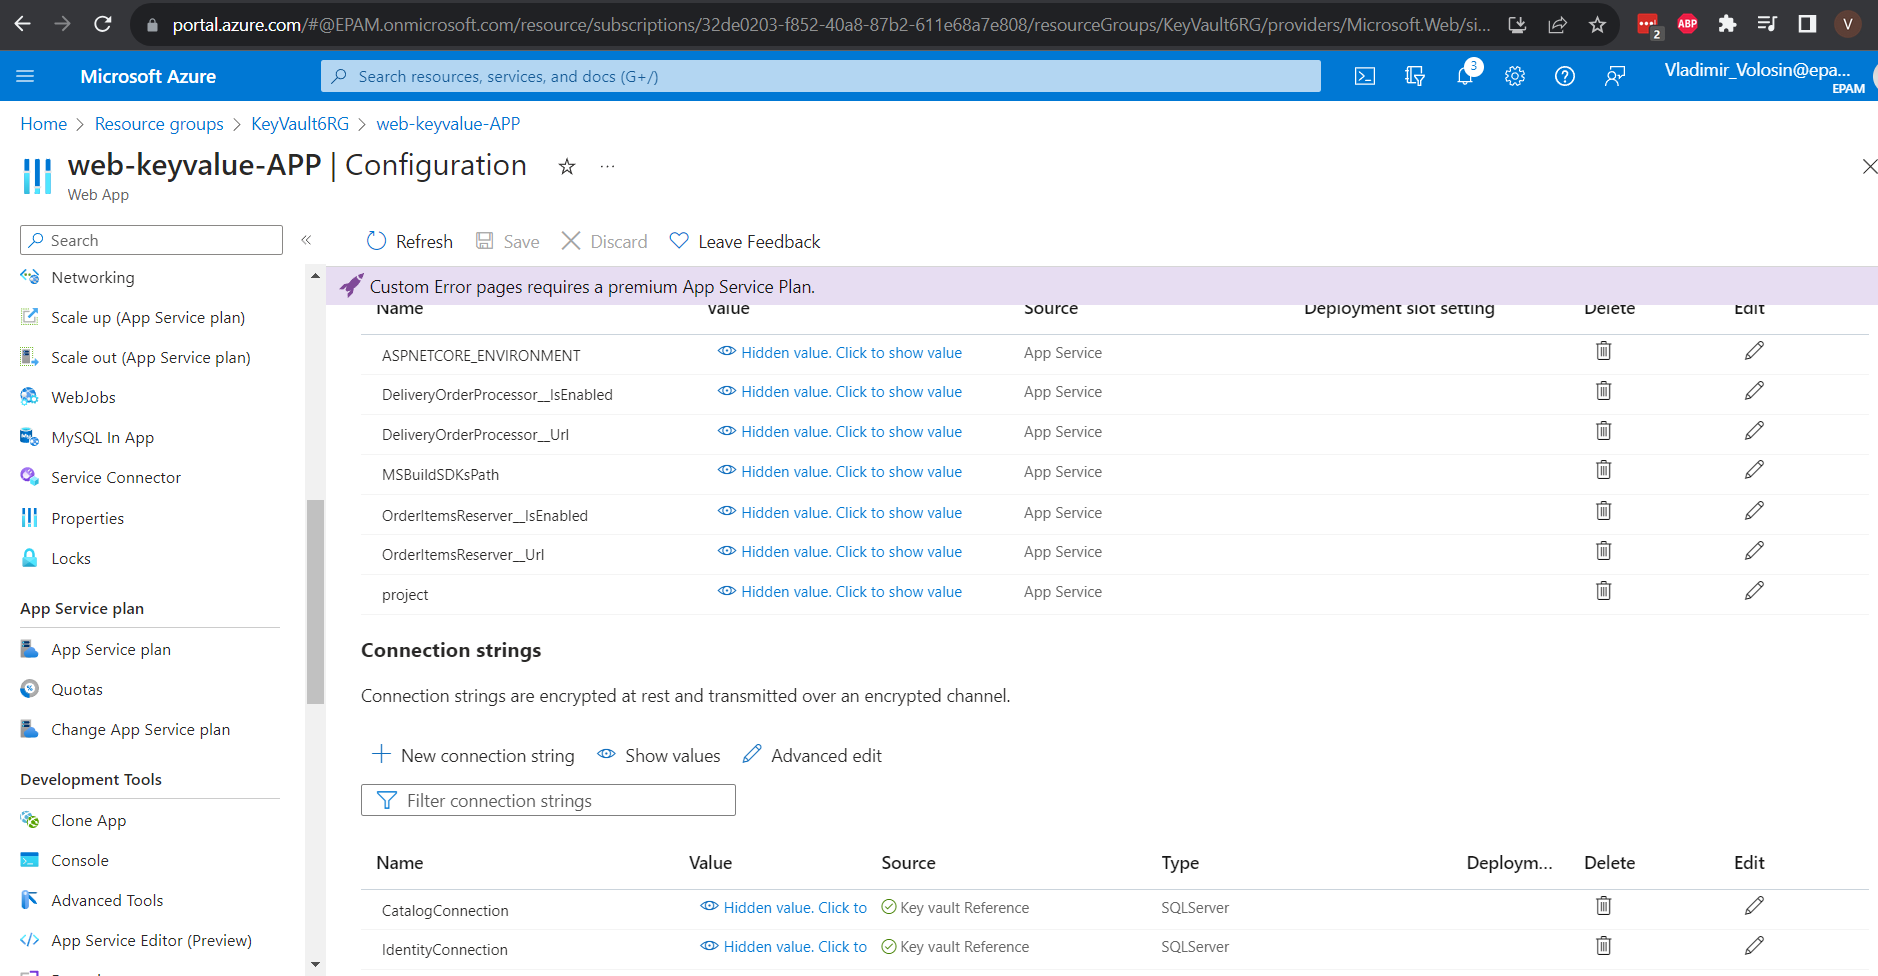 portal.azure.com/#@EPAM.onmicrosoft.com/resource/subscriptions/32de0203-f852-40a8-87b2-611e68a7e808/resourceGroups/KeyVault6RG/providers/Microsoft.Web/si...
2
ABP
V
Microsoft Azure
Search resources, services, and docs (G+/)
3
Vladimir_Volosin@epa...
EPAM
Home > Resource groups > KeyVault6RG > web-keyvalue-APP
web-keyvalue-APP | Configuration
Web App
Search
Refresh Save Discard Leave Feedback
Custom Error pages requires a premium App Service Plan.
Networking
Scale up (App Service plan)
Scale out (App Service plan)
WebJobs
MySQL In App
Service Connector
Properties
Locks
App Service plan
App Service plan
Quotas
Change App Service plan
Development Tools
Clone App
Console
Advanced Tools
App Service Editor (Preview)
Name Value Source Deployment slot setting Delete Edit
ASPNETCORE_ENVIRONMENT Hidden value. Click to show value App Service
DeliveryOrderProcessor__IsEnabled Hidden value. Click to show value App Service
DeliveryOrderProcessor__Url Hidden value. Click to show value App Service
MSBuildSDKsPath Hidden value. Click to show value App Service
OrderItemsReserver__IsEnabled Hidden value. Click to show value App Service
OrderItemsReserver__Url Hidden value. Click to show value App Service
project Hidden value. Click to show value App Service
Connection strings
Connection strings are encrypted at rest and transmitted over an encrypted channel.
New connection string Show values Advanced edit
Filter connection strings
Name Value Source Type Deploym... Delete Edit
CatalogConnection Hidden value. Click to Key vault Reference SQLServer
IdentityConnection Hidden value. Click to Key vault Reference SQLServer